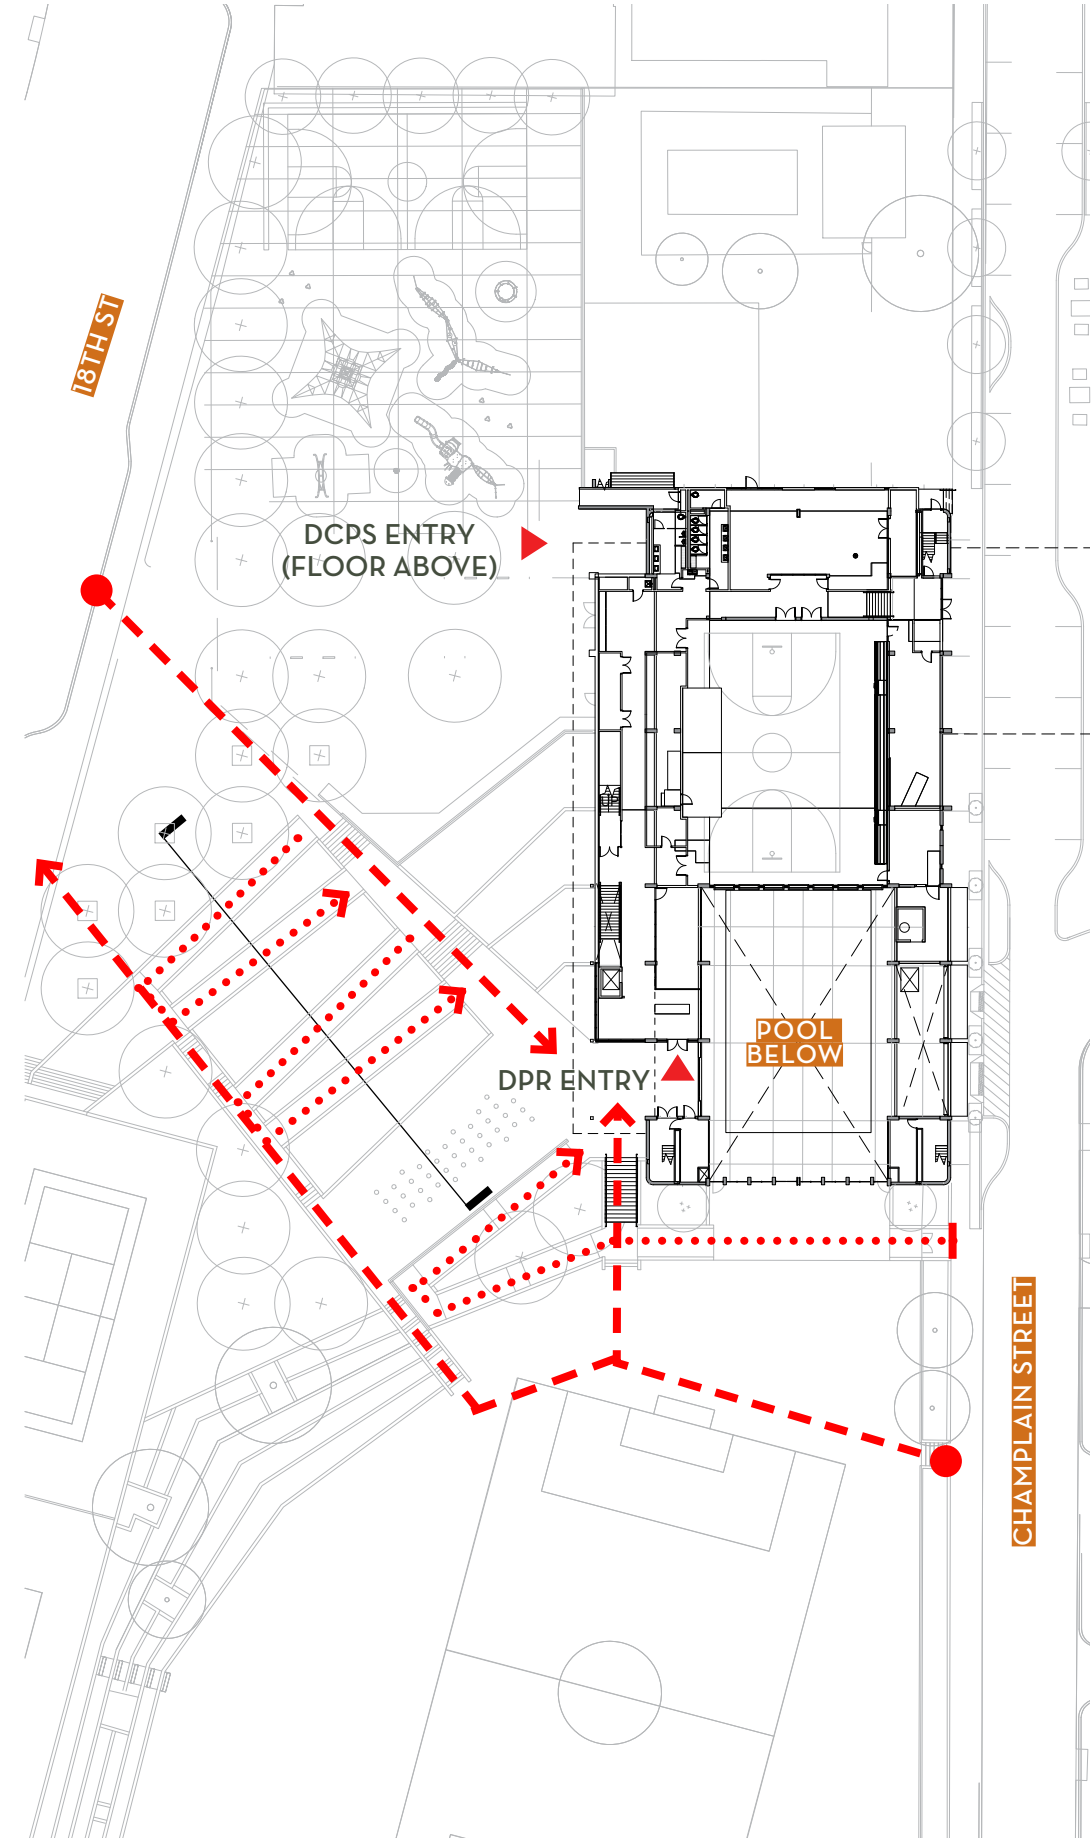 18TH ST
DCPS ENTRY
(FLOOR ABOVE)
POOL
BELOW
DPR ENTRY
CHAMPLAIN STREET